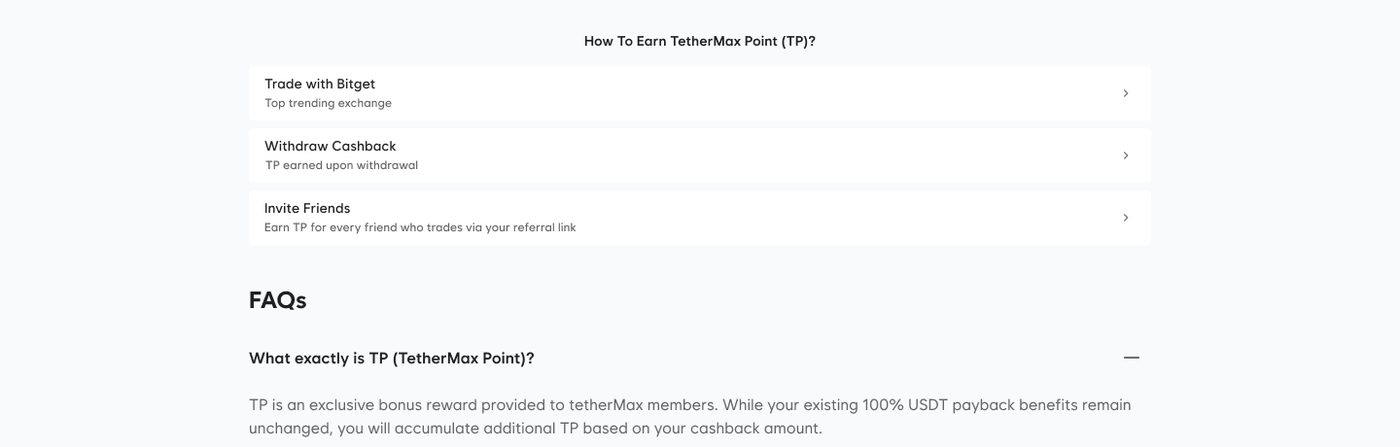 How To Earn TetherMax Point (TP)?
Trade with Bitget
Top trending exchange
Withdraw Cashback
TP earned upon withdrawal
Invite Friends
Earn TP for every friend who trades via your referral link
FAQs
What exactly is TP (TetherMax Point)?
TP is an exclusive bonus reward provided to tetherMax members. While your existing 100% USDT payback benefits remain
unchanged, you will accumulate additional TP based on your cashback amount.